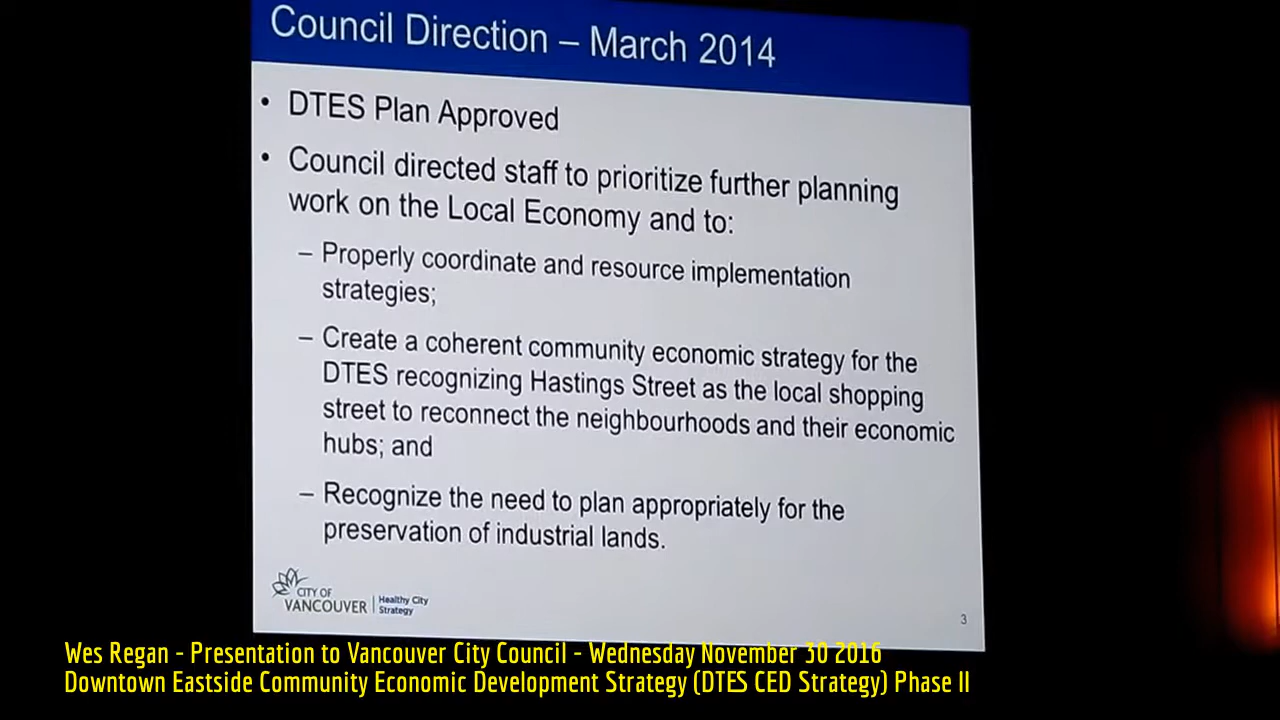 Council Direction – March 2014
• DTES Plan Approved
• Council directed staff to prioritize further planning
work on the Local Economy and to:
– Properly coordinate and resource implementation
strategies;
– Create a coherent community economic strategy for the
DTES recognizing Hastings Street as the local shopping
street to reconnect the neighbourhoods and their economic
hubs; and
– Recognize the need to plan appropriately for the
preservation of industrial lands.
CITY OF
VANCOUVER
Healthy City
Strategy
3
Wes Regan - Presentation to Vancouver City Council - Wednesday November 30 2016
Downtown Eastside Community Economic Development Strategy (DTES CED Strategy) Phase II